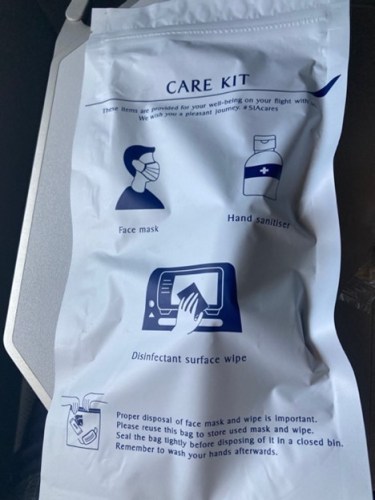 CARE KIT
These items are provided for your well-being on your flight with
We wish you a pleasant journey. #SIAcares
Face mask
Hand sanitiser
Disinfectant surface wipe
Proper disposal of face mask and wipe is important.
Please reuse this bag to store used mask and wipe.
Seal the bag tightly before disposing of it in a closed bin.
Remember to wash your hands afterwards.